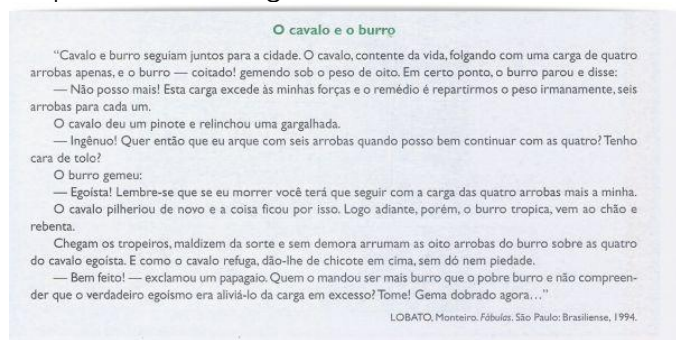 O cavalo e o burro
“Cavalo e burro seguiam juntos para a cidade. O cavalo, contente da vida, folgando com uma carga de quatro
arrobas apenas, e o burro — coitado! gemendo sob o peso de oito. Em certo ponto, o burro parou e disse:
— Não posso mais! Esta carga excede às minhas forças e o remédio é repartirmos o peso irmanamente, seis
arrobas para cada um.
O cavalo deu um pinote e relinchou uma gargalhada.
— Ingênuo! Quer então que eu arque com seis arrobas quando posso bem continuar com as quatro? Tenho
cara de tolo?
O burro gemeu:
— Egoísta! Lembre-se que se eu morrer você terá que seguir com a carga das quatro arrobas mais a minha.
O cavalo pilheriou de novo e a coisa ficou por isso. Logo adiante, porém, o burro tropica, vem ao chão e
rebenta.
Chegam os tropeiros, maldizem da sorte e sem demora arrumam as oito arrobas do burro sobre as quatro
do cavalo egoísta. E como o cavalo refuga, dão-lhe de chicote em cima, sem dó nem piedade.
— Bem feito! — exclamou um papagaio. Quem o mandou ser mais burro que o pobre burro e não compreen-
der que o verdadeiro egoísmo era aliviá-lo da carga em excesso? Tome! Gema dobrado agora…”
LOBATO, Monteiro. Fábulas. São Paulo: Brasiliense, 1994.